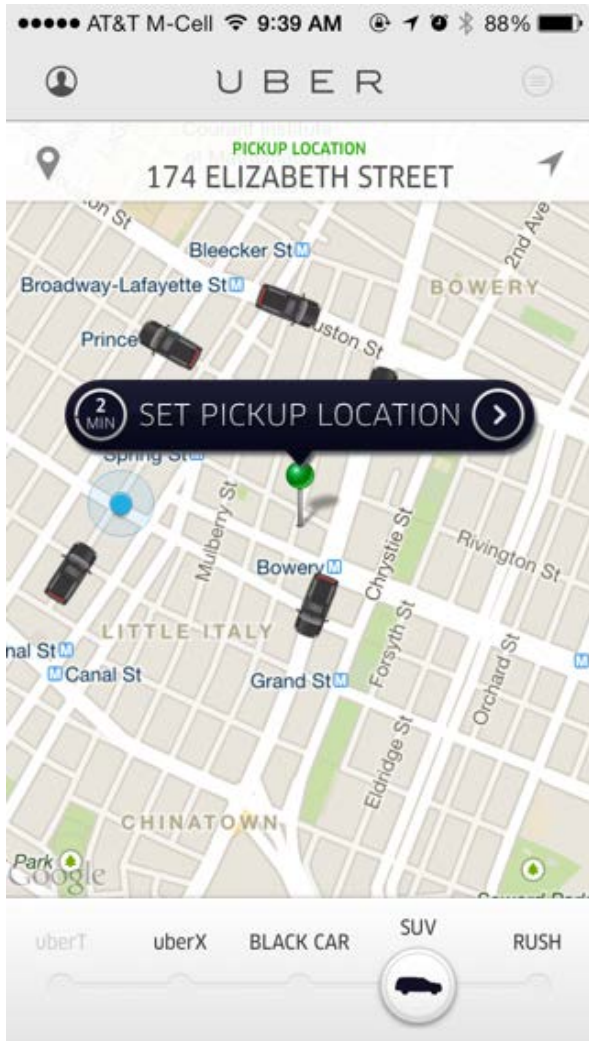 AT&T M-Cell 9:39 AM 88%
UBER
PICKUP LOCATION
174 ELIZABETH STREET
Houston St
2nd Ave
Bleecker St M
Broadway-Lafayette St M
BOWERY
Prince
2 MIN SET PICKUP LOCATION
Spring St
Mulberry St
Chrystie St
Rivington St
Bowery M
LITTLE ITALY
nal St M
M Canal St
Grand St M
Forsyth St
Orchard St
M
Eldridge St
CHINATOWN
Park
Google
uberT uberX BLACK CAR SUV RUSH